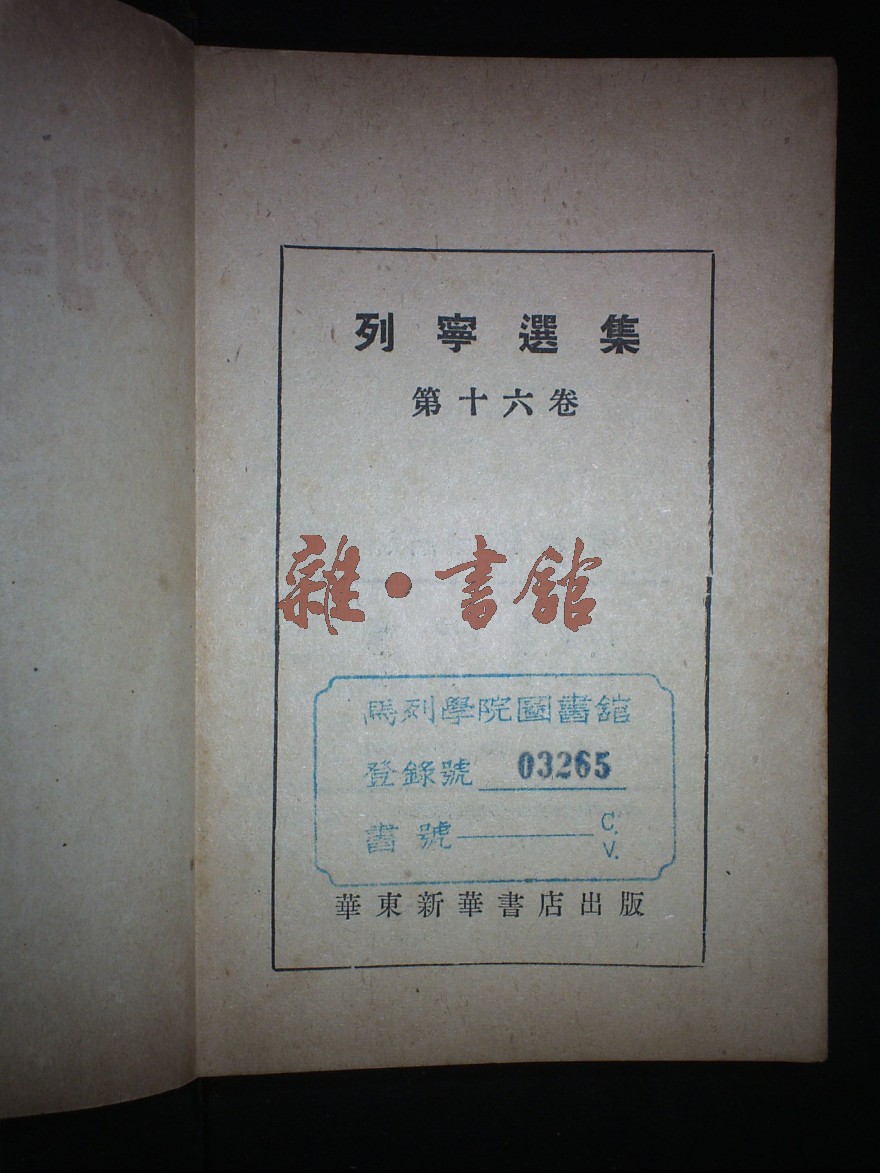 列寧選集
第十六卷
雜·書館
馬列學院圖書館
登錄號 03265
書號 C.
V.
華東新華書店出版